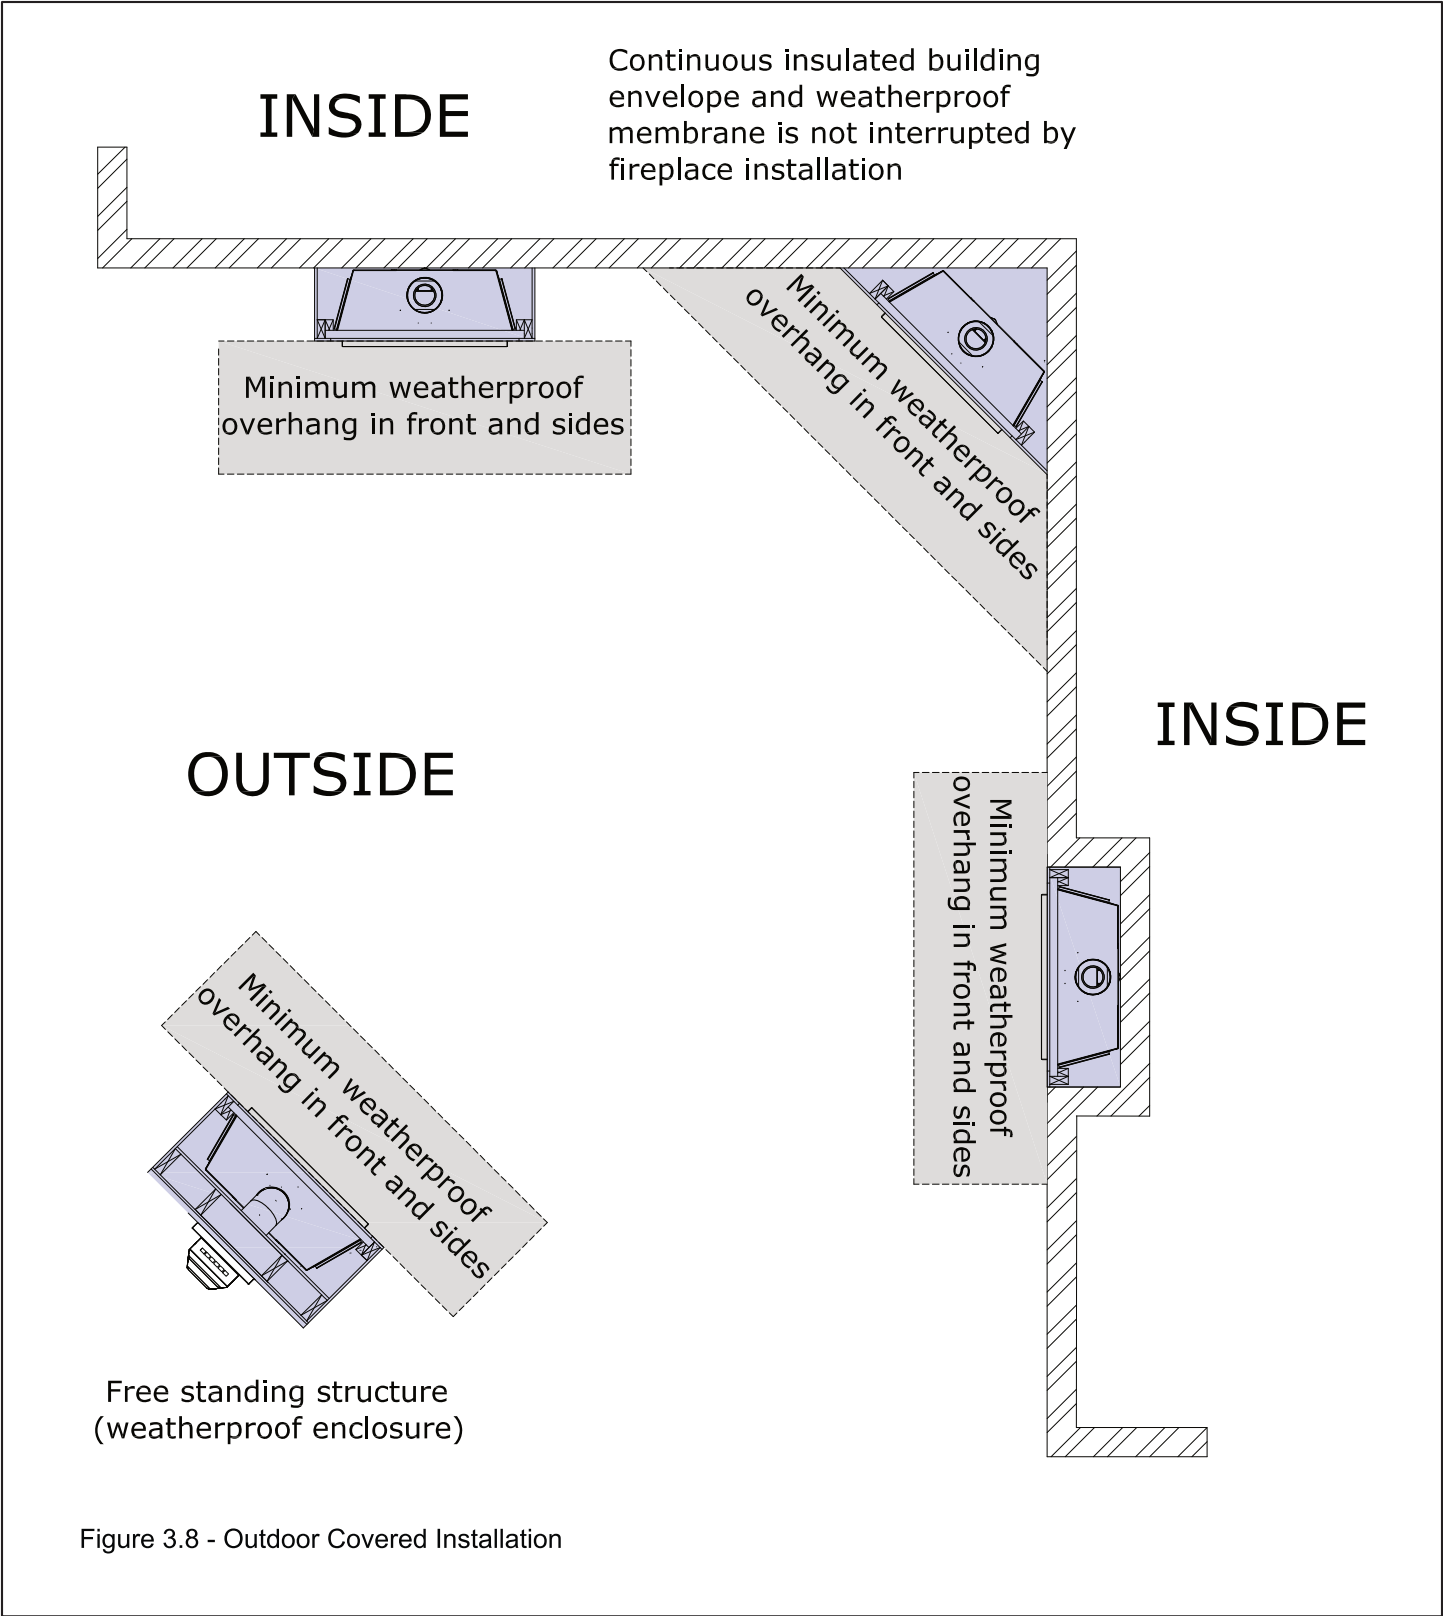 INSIDE
Continuous insulated building
envelope and weatherproof
membrane is not interrupted by
fireplace installation
Minimum weatherproof
overhang in front and sides
Minimum weatherproof
overhang in front and sides
INSIDE
OUTSIDE
Minimum weatherproof
overhang in front and sides
Minimum weatherproof
overhang in front and sides
Free standing structure
(weatherproof enclosure)
Figure 3.8 - Outdoor Covered Installation